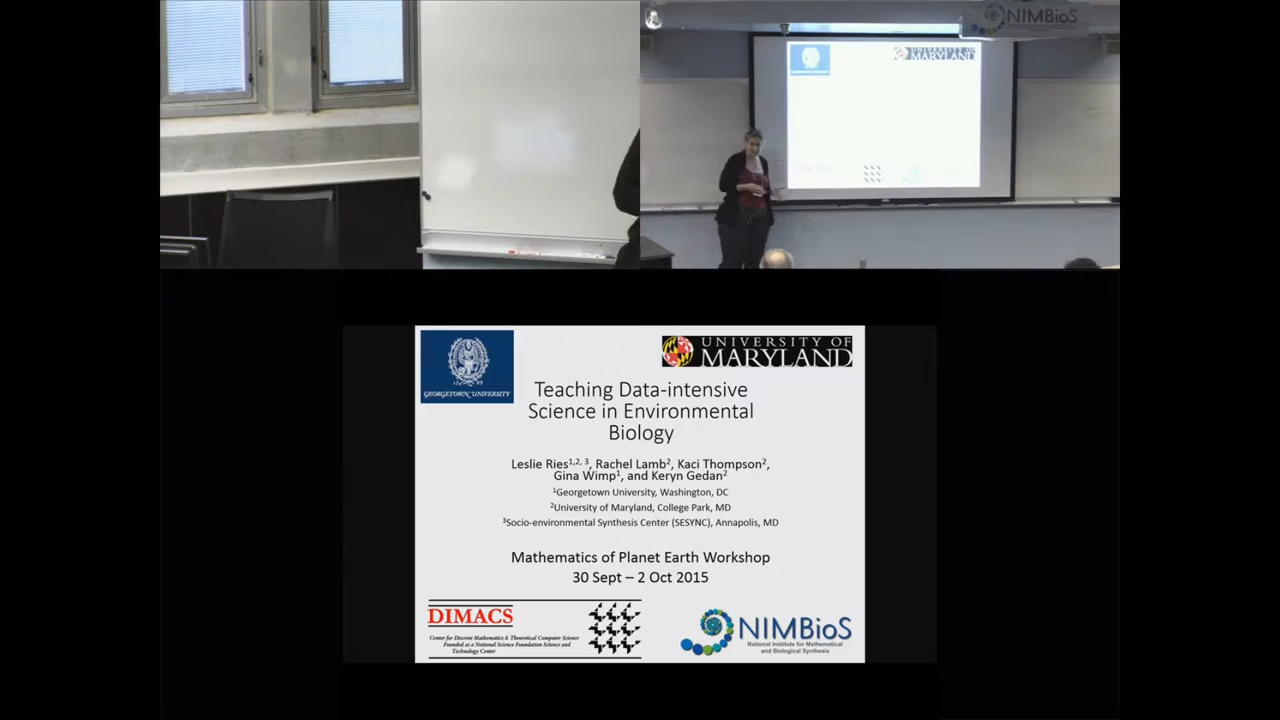 NIMBioS
UNIVERSITY OF
MARYLAND
GEORGETOWN UNIVERSITY
UNIVERSITY OF
MARYLAND
Teaching Data-intensive
Science in Environmental
Biology
Leslie Ries1,2, 3, Rachel Lamb2, Kaci Thompson2,
Gina Wimp1, and Keryn Gedan2
1Georgetown University, Washington, DC
2University of Maryland, College Park, MD
3Socio-environmental Synthesis Center (SESYNC), Annapolis, MD
Mathematics of Planet Earth Workshop
30 Sept – 2 Oct 2015
DIMACS
Center for Discrete Mathematics & Theoretical Computer Science
Founded as a National Science Foundation Science and
Technology Center
NIMBioS
National Institute for Mathematical
and Biological Synthesis